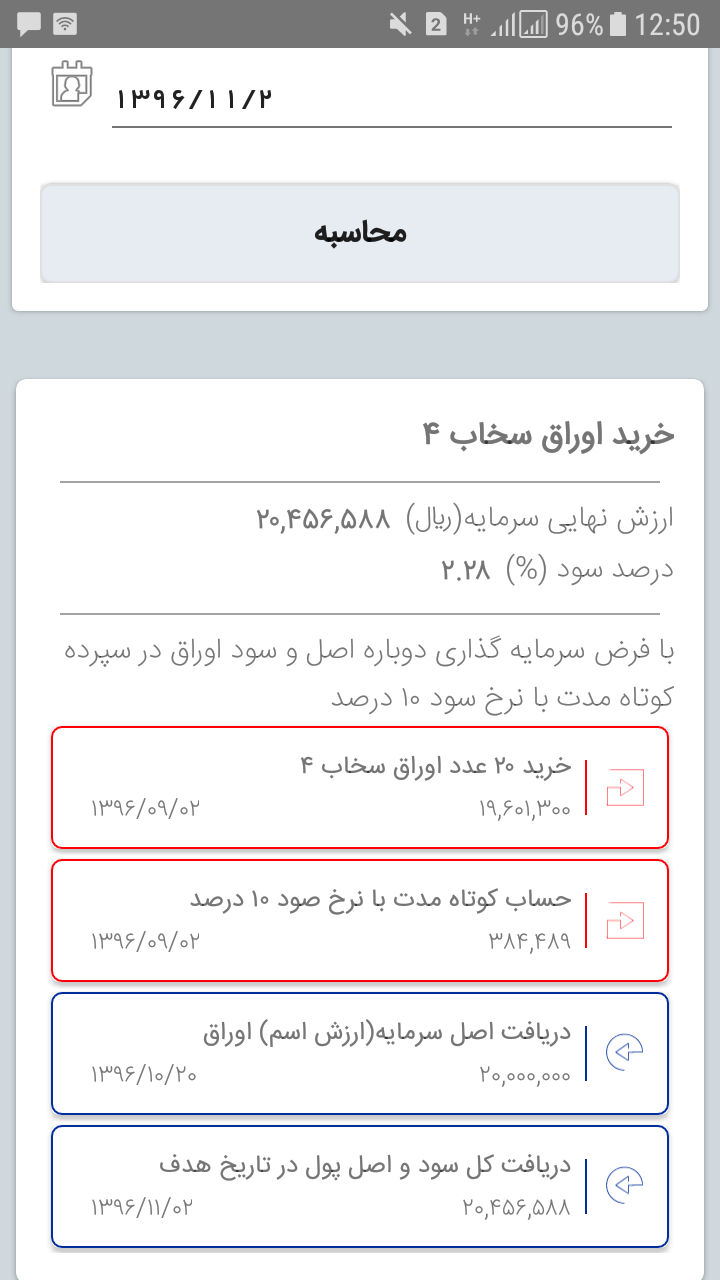 2 H+ 96% 12:50
۱۳۹۶/۱۱/۲
محاسبه
خرید اوراق سخاب ۴
ارزش نهایی سرمایه(ریال) ۲۰,۴۵۶,۵۸۸
درصد سود (%) ۲.۲۸
با فرض سرمایه گذاری دوباره اصل و سود اوراق در سپرده
کوتاه مدت با نرخ سود ۱۰ درصد
خرید ۲۰ عدد اوراق سخاب ۴
۱۹,۶۰۱,۳۰۰ ۱۳۹۶/۰۹/۰۲
حساب کوتاه مدت با نرخ صود ۱۰ درصد
۳۸۴,۴۸۹ ۱۳۹۶/۰۹/۰۲
دریافت اصل سرمایه(ارزش اسم) اوراق
۲۰,۰۰۰,۰۰۰ ۱۳۹۶/۱۰/۲۰
دریافت کل سود و اصل پول در تاریخ هدف
۲۰,۴۵۶,۵۸۸ ۱۳۹۶/۱۱/۰۲